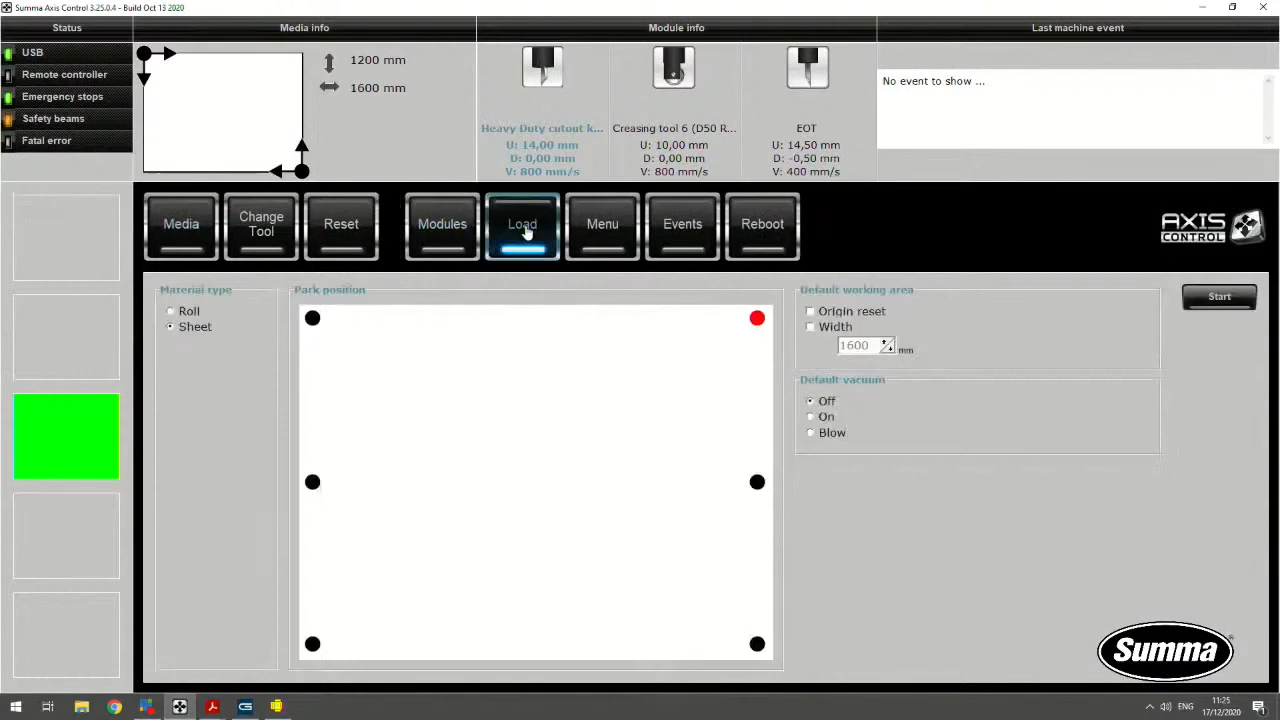 Summa Axis Control 3.25.0.4 - Build Oct 13 2020
Status
Media info
Module info
Last machine event
USB
Remote controller
Emergency stops
Safety beams
Fatal error
1200 mm
1600 mm
Heavy Duty cutout k...
U: 14,00 mm
D: 0,00 mm
V: 800 mm/s
Creasing tool 6 (D50 R...
U: 10,00 mm
D: 0,00 mm
V: 800 mm/s
EOT
U: 14,50 mm
D: -0,50 mm
V: 400 mm/s
No event to show ...
Media
Change
Tool
Reset
Modules
Load
Menu
Events
Reboot
AXIS
CONTROL
Material type
Roll
Sheet
Park position
Default working area
Origin reset
Width
1600 mm
Default vacuum
Off
On
Blow
Start
Summa
ENG
11:25
17/12/2020